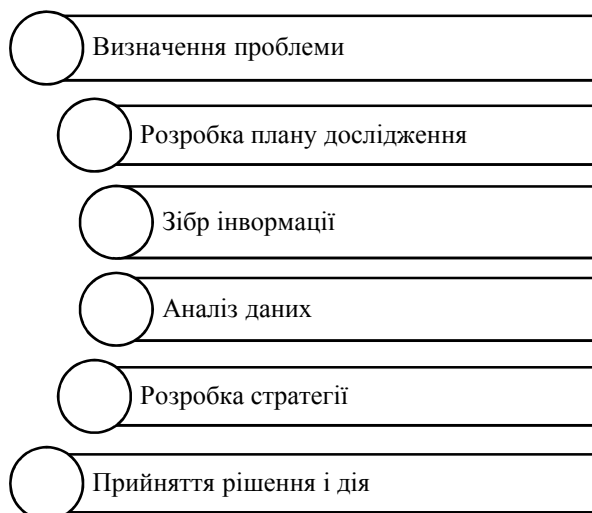 Визначення проблеми
Розробка плану дослідження
Зібр інвормації
Аналіз даних
Розробка стратегії
Прийняття рішення і дія